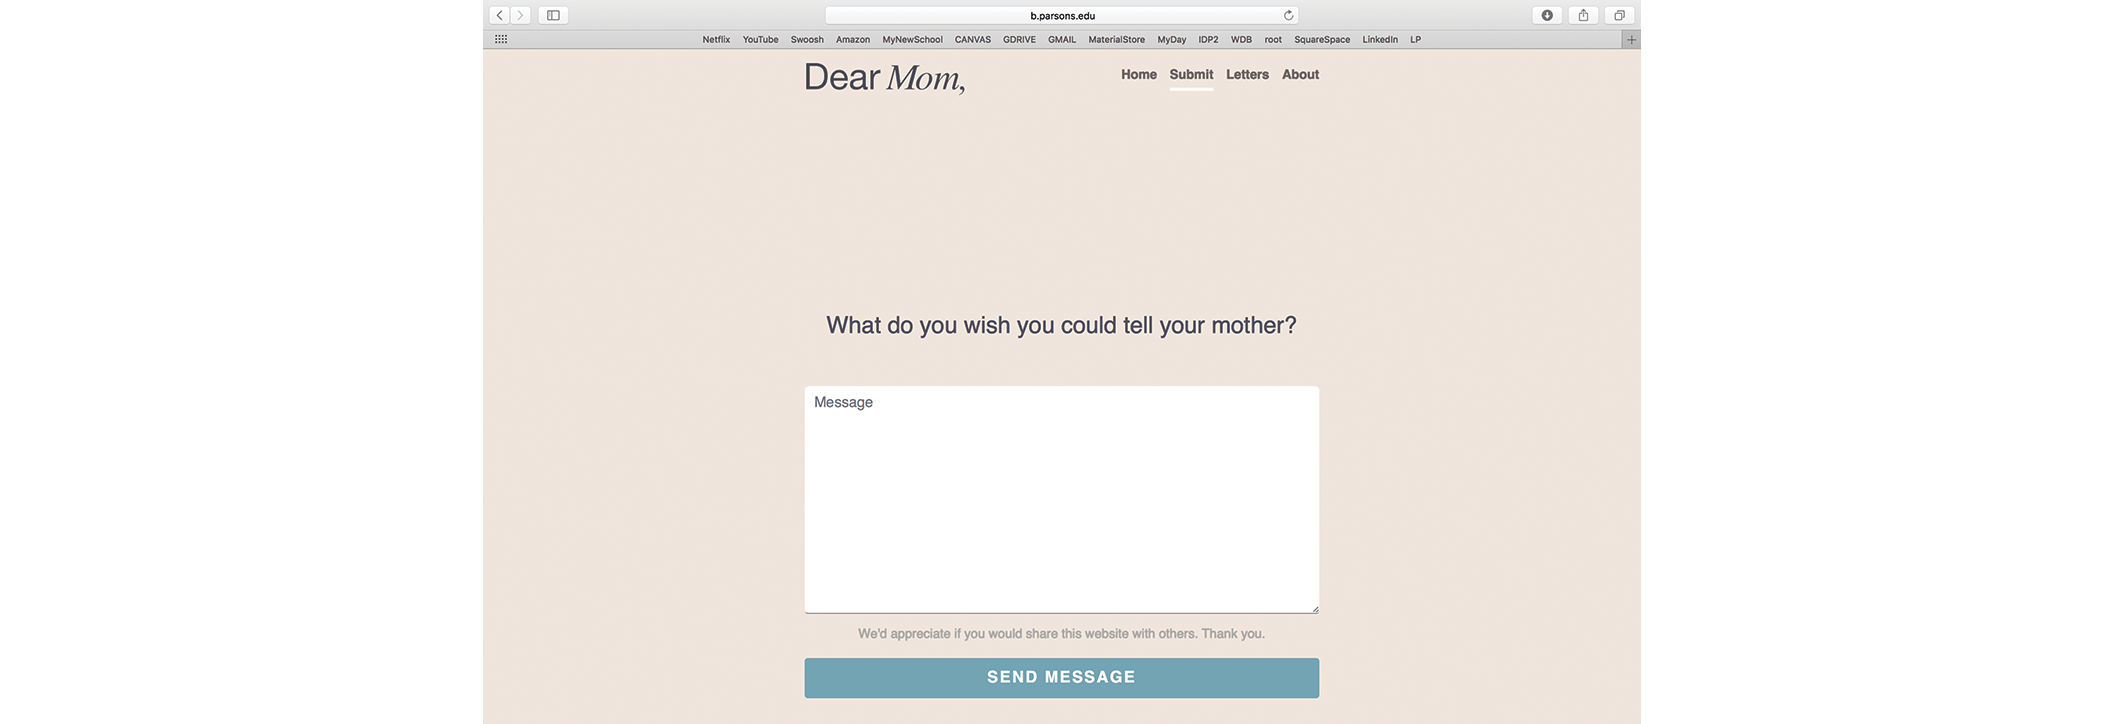 b.parsons.edu
Netflix YouTube Swoosh Amazon MyNewSchool CANVAS GDRIVE GMAIL MaterialStore MyDay IDP2 WDB root SquareSpace LinkedIn LP
Dear Mom,
Home Submit Letters About
What do you wish you could tell your mother?
Message
We'd appreciate if you would share this website with others. Thank you.
SEND MESSAGE